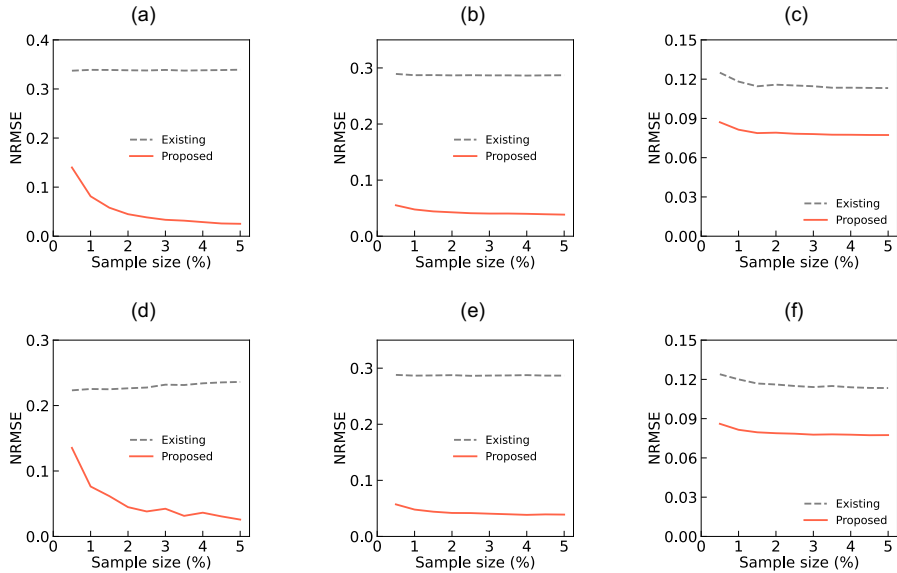 (a)
0.4
0.3
0.2
0.1
0.0
NRMSE
Existing
Proposed
0 1 2 3 4 5
Sample size (%)
(b)
0.3
0.2
0.1
0.0
NRMSE
Existing
Proposed
0 1 2 3 4 5
Sample size (%)
(c)
0.15
0.12
0.09
0.06
0.03
0.00
NRMSE
Existing
Proposed
0 1 2 3 4 5
Sample size (%)
(d)
0.3
0.2
0.1
0.0
NRMSE
Existing
Proposed
0 1 2 3 4 5
Sample size (%)
(e)
0.3
0.2
0.1
0.0
NRMSE
Existing
Proposed
0 1 2 3 4 5
Sample size (%)
(f)
0.15
0.12
0.09
0.06
0.03
0.00
NRMSE
Existing
Proposed
0 1 2 3 4 5
Sample size (%)